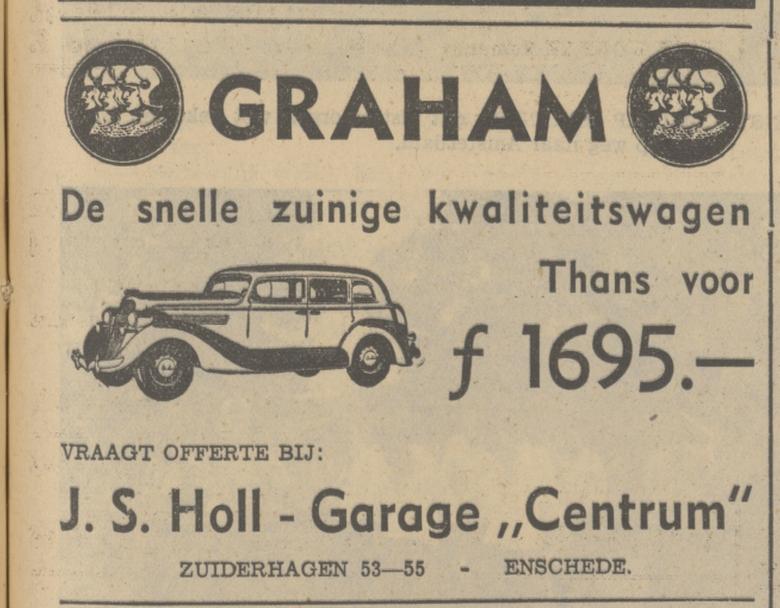 GRAHAM
De snelle zuinige kwaliteitswagen
Thans voor
f 1695.—
VRAAGT OFFERTE BIJ:
J. S. Holl - Garage „Centrum"
ZUIDERHAGEN 53—55 - ENSCHEDE.